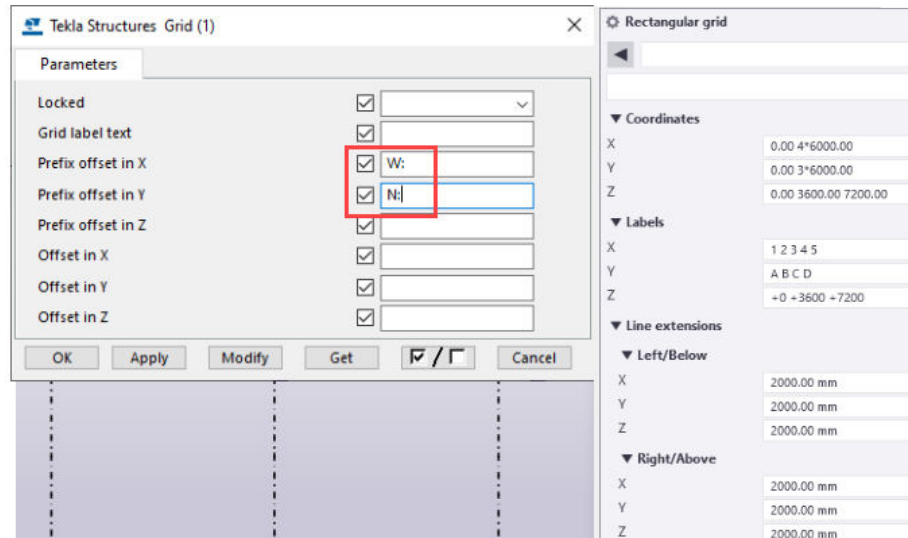 Tekla Structures Grid (1)
Parameters
Locked
Grid label text
Prefix offset in X W:
Prefix offset in Y N:
Prefix offset in Z
Offset in X
Offset in Y
Offset in Z
OK Apply Modify Get / Cancel
Rectangular grid
Coordinates
X 0.00 4*6000.00
Y 0.00 3*6000.00
Z 0.00 3600.00 7200.00
Labels
X 1 2 3 4 5
Y A B C D
Z +0 +3600 +7200
Line extensions
Left/Below
X 2000.00 mm
Y 2000.00 mm
Z 2000.00 mm
Right/Above
X 2000.00 mm
Y 2000.00 mm
Z 2000.00 mm